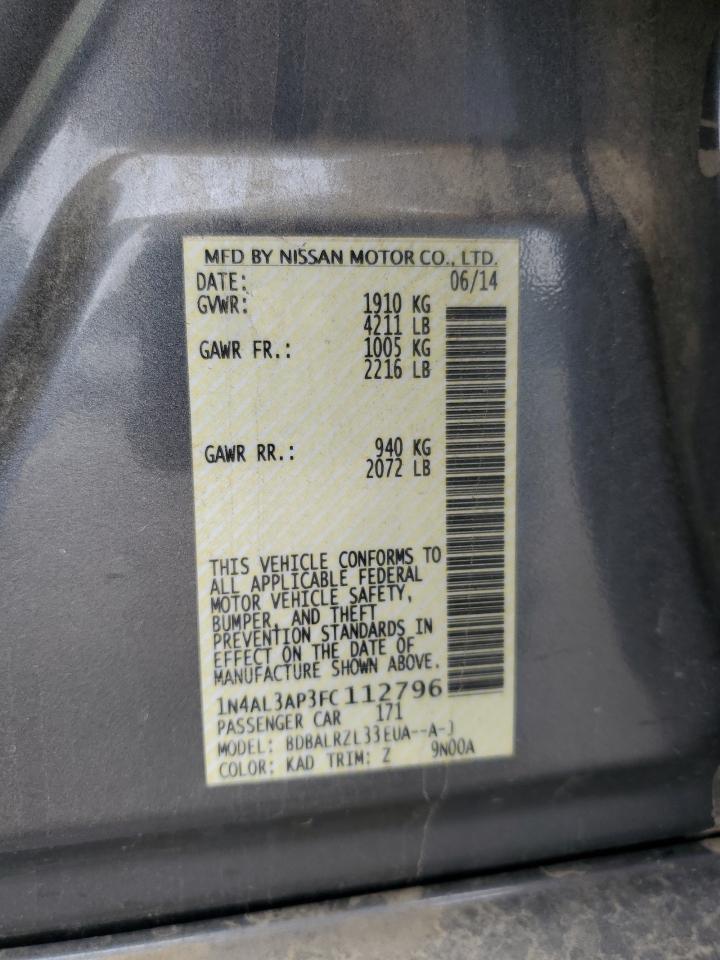 MFD BY NISSAN MOTOR CO., LTD.
DATE: 06/14
GVWR: 1910 KG
4211 LB
GAWR FR.: 1005 KG
2216 LB
GAWR RR.: 940 KG
2072 LB
THIS VEHICLE CONFORMS TO
ALL APPLICABLE FEDERAL
MOTOR VEHICLE SAFETY,
BUMPER, AND THEFT
PREVENTION STANDARDS IN
EFFECT ON THE DATE OF
MANUFACTURE SHOWN ABOVE.
1N4AL3AP3FC112796
PASSENGER CAR 171
MODEL: BDBALRZL33EUA--A-J
COLOR: KAD TRIM: Z 9N00A